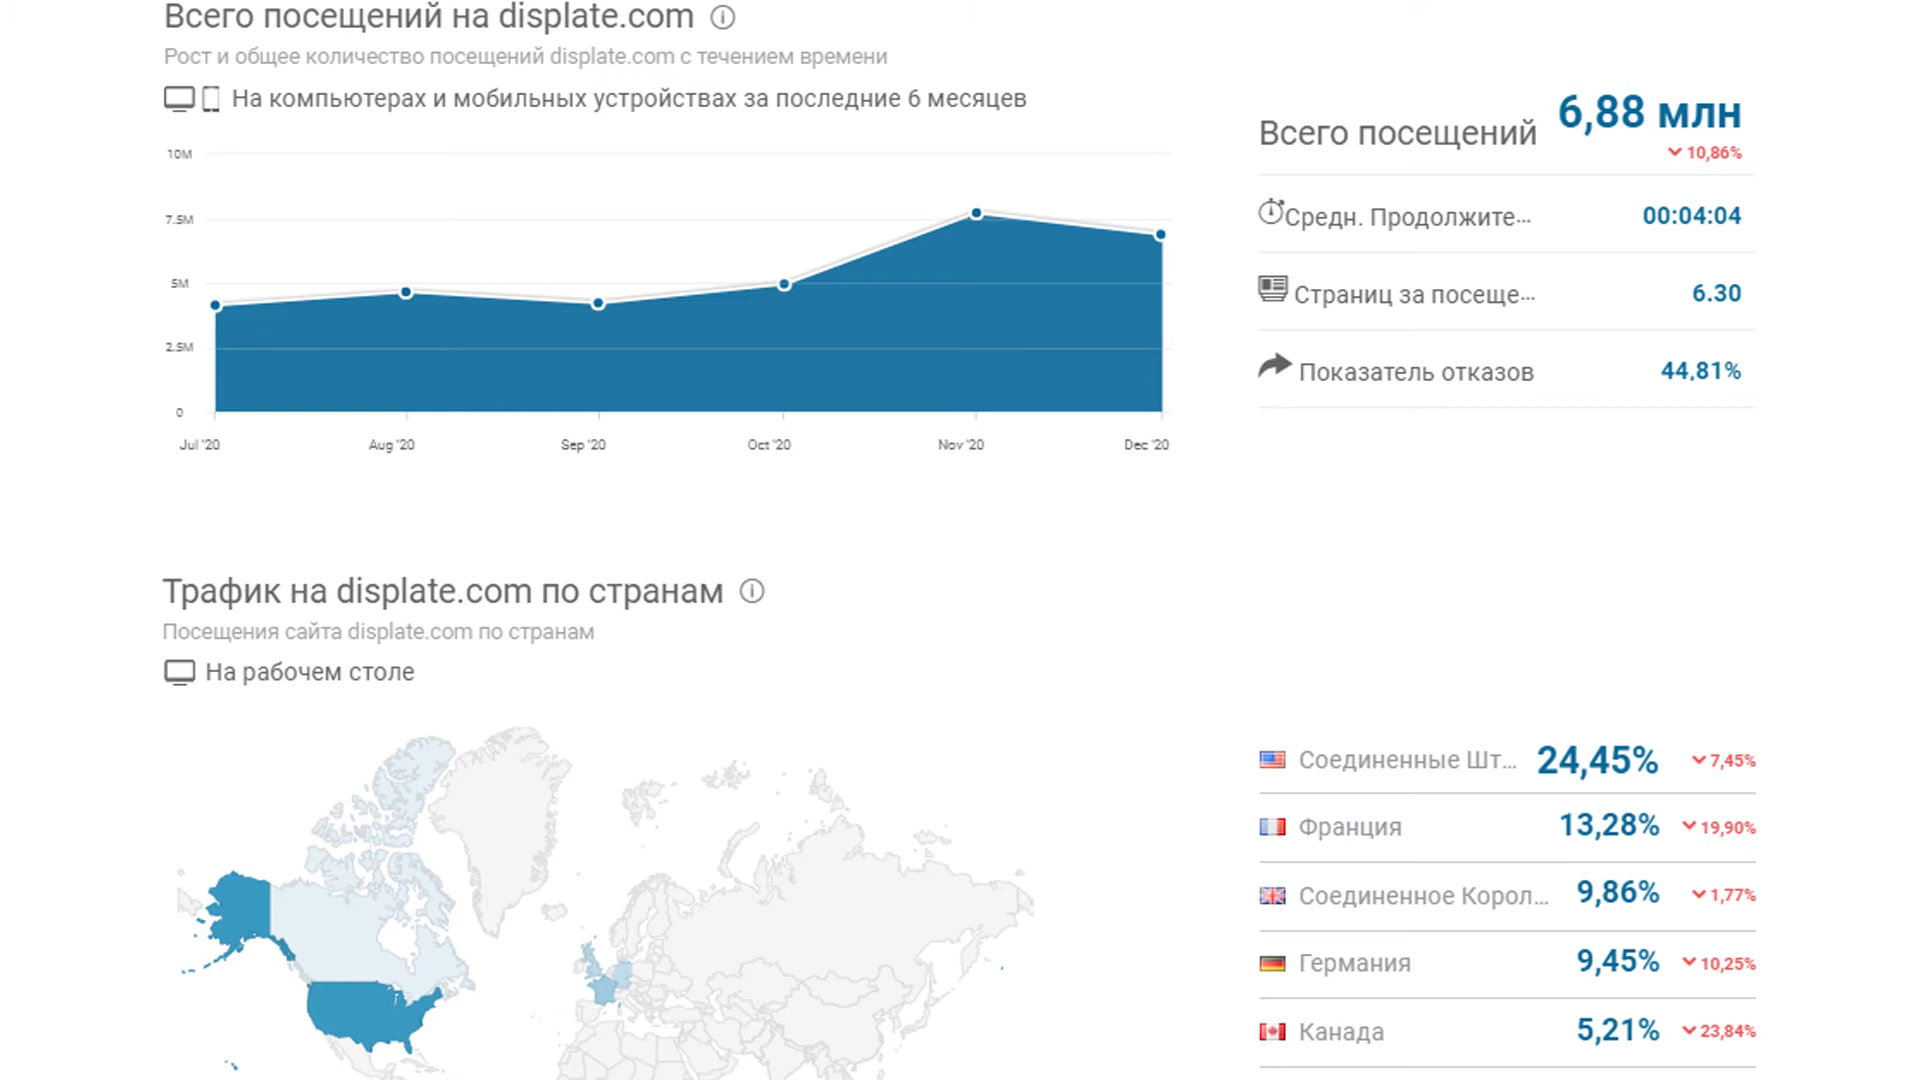 Всего посещений на displate.com
Рост и общее количество посещений displate.com с течением времени
На компьютерах и мобильных устройствах за последние 6 месяцев
10M
7.5M
5M
2.5M
0
Jul '20 Aug '20 Sep '20 Oct '20 Nov '20 Dec '20
Всего посещений 6,88 млн
10,86%
Средн. Продолжите... 00:04:04
Страниц за посеще... 6.30
Показатель отказов 44,81%
Трафик на displate.com по странам
Посещения сайта displate.com по странам
На рабочем столе
Соединенные Шт... 24,45% 7,45%
Франция 13,28% 19,90%
Соединенное Корол... 9,86% 1,77%
Германия 9,45% 10,25%
Канада 5,21% 23,84%